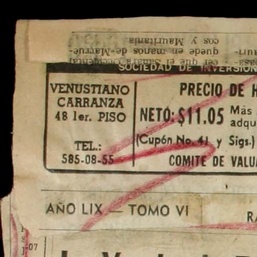 cos y Mauritania
quede en manos de Marrue-
SOCIEDAD DE INVERSION
VENUSTIANO
CARRANZA
48 1er. PISO
TEL.:
585-08-55
PRECIO DE
NETO: $11.05 Más
adqu
(Cupón No. 41 y Sigs.)
COMITE DE VALU
AÑO LIX — TOMO VI